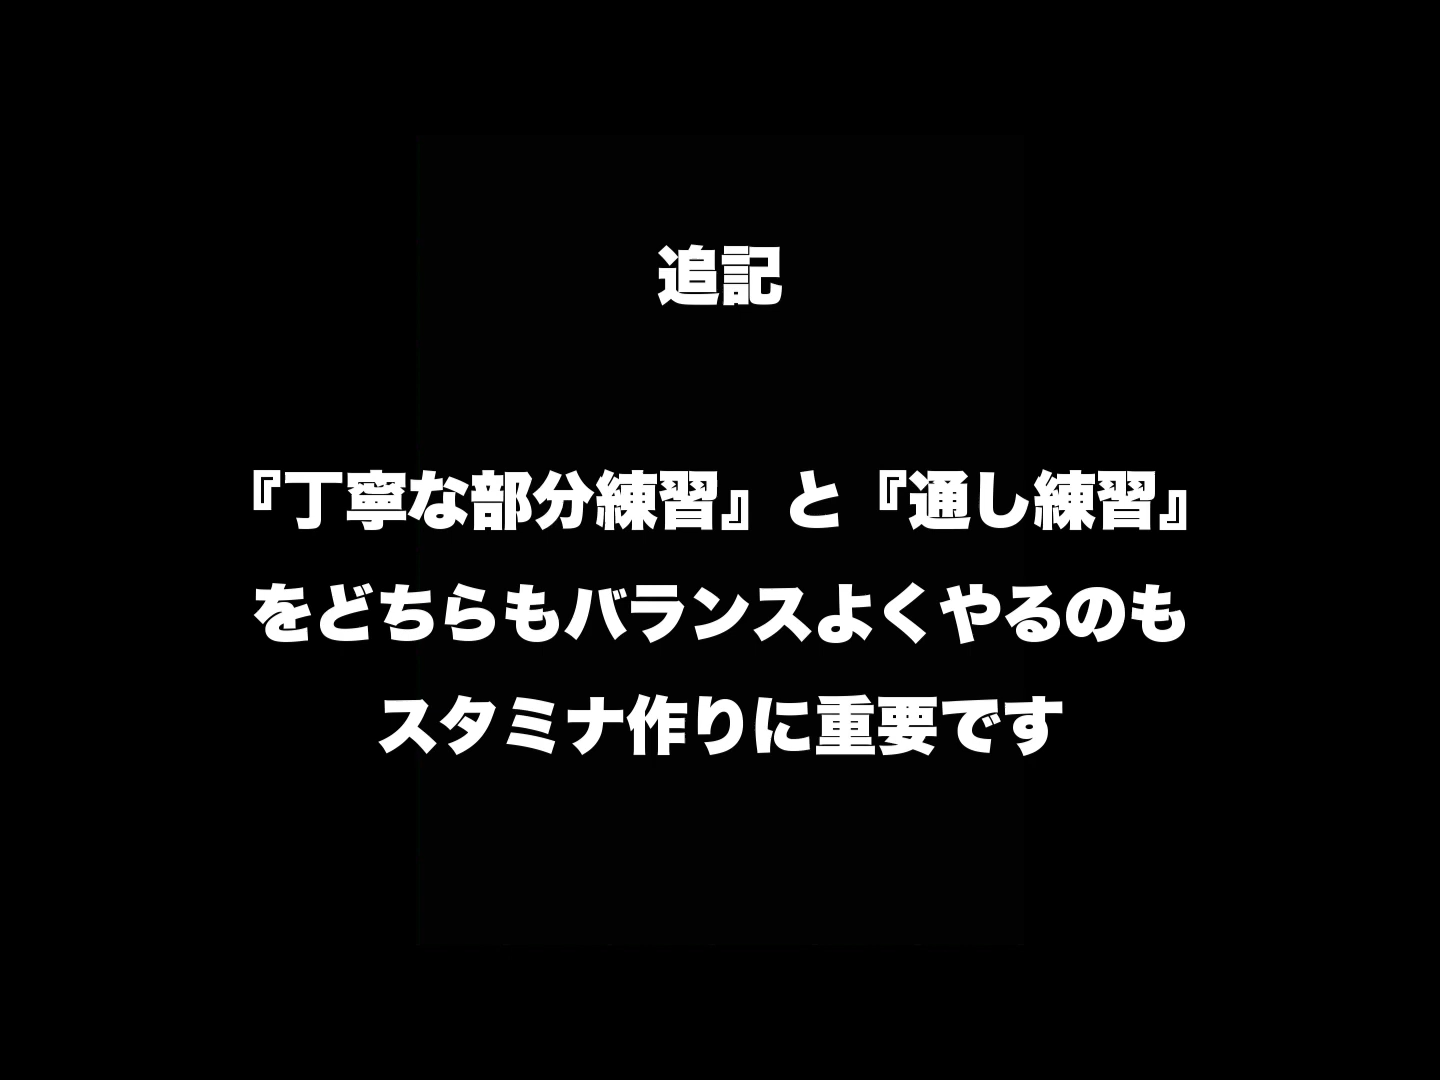 追記
『丁寧な部分練習』と『通し練習』
をどちらもバランスよくやるのも
スタミナ作りに重要です